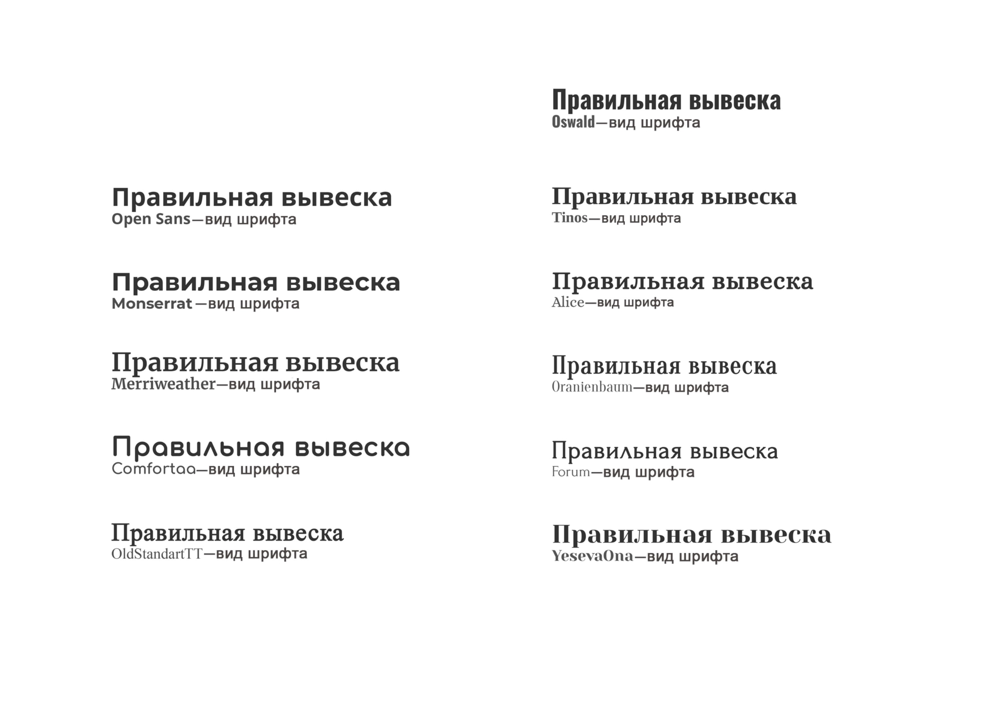 Правильная вывеска
Open Sans—вид шрифта
Правильная вывеска
Monserrat —вид шрифта
Правильная вывеска
Merriweather—вид шрифта
Правильная вывеска
Comfortaa—вид шрифта
Правильная вывеска
OldStandartTT—вид шрифта
Правильная вывеска
Oswald—вид шрифта
Правильная вывеска
Tinos—вид шрифта
Правильная вывеска
Alice—вид шрифта
Правильная вывеска
Oranienbaum—вид шрифта
Правильная вывеска
Forum—вид шрифта
Правильная вывеска
YesevaOna—вид шрифта